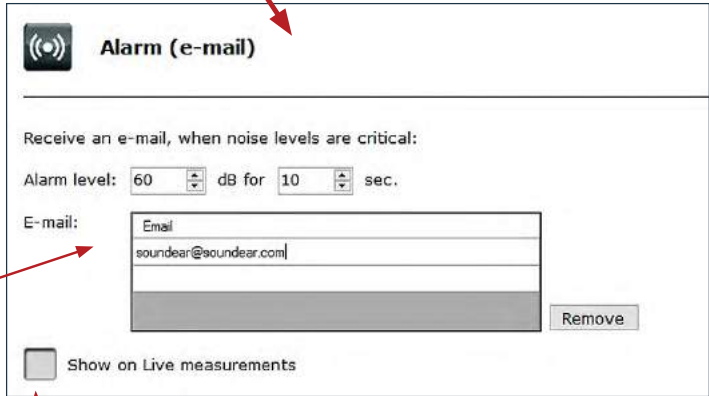 Alarm (e-mail)
Receive an e-mail, when noise levels are critical:
Alarm level: 60 dB for 10 sec.
E-mail:
Email
soundear@soundear.com
Remove
Show on Live measurements